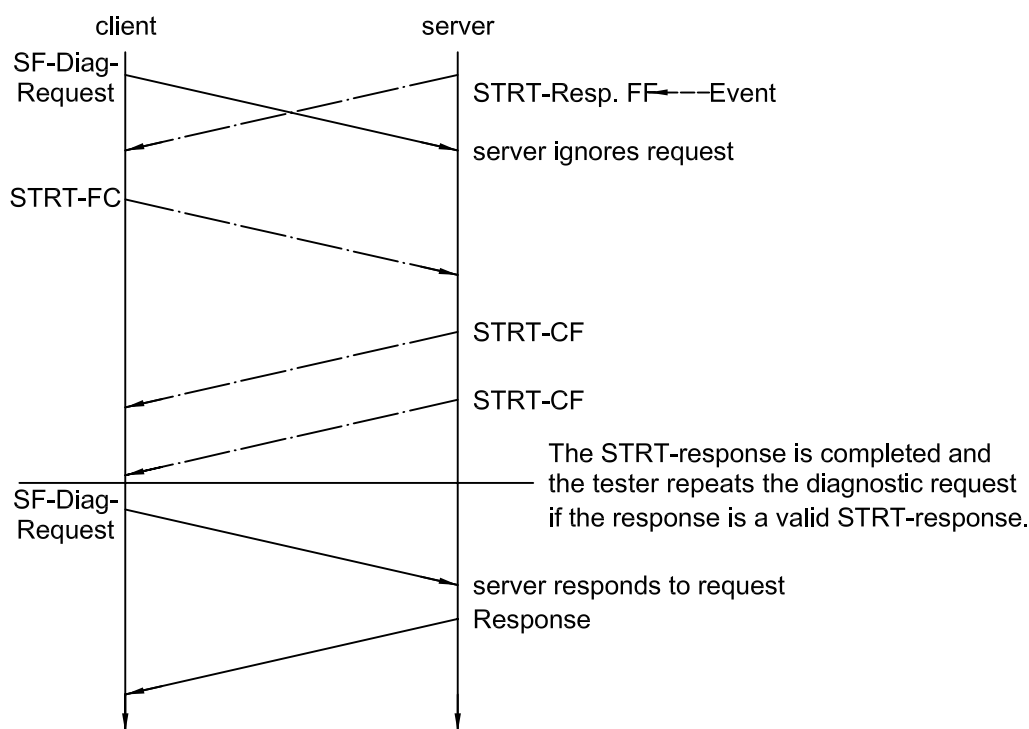 client
server
SF-Diag-
Request
STRT-Resp. FF
Event
server ignores request
STRT-FC
STRT-CF
STRT-CF
The STRT-response is completed and
the tester repeats the diagnostic request
if the response is a valid STRT-response.
SF-Diag-
Request
server responds to request
Response